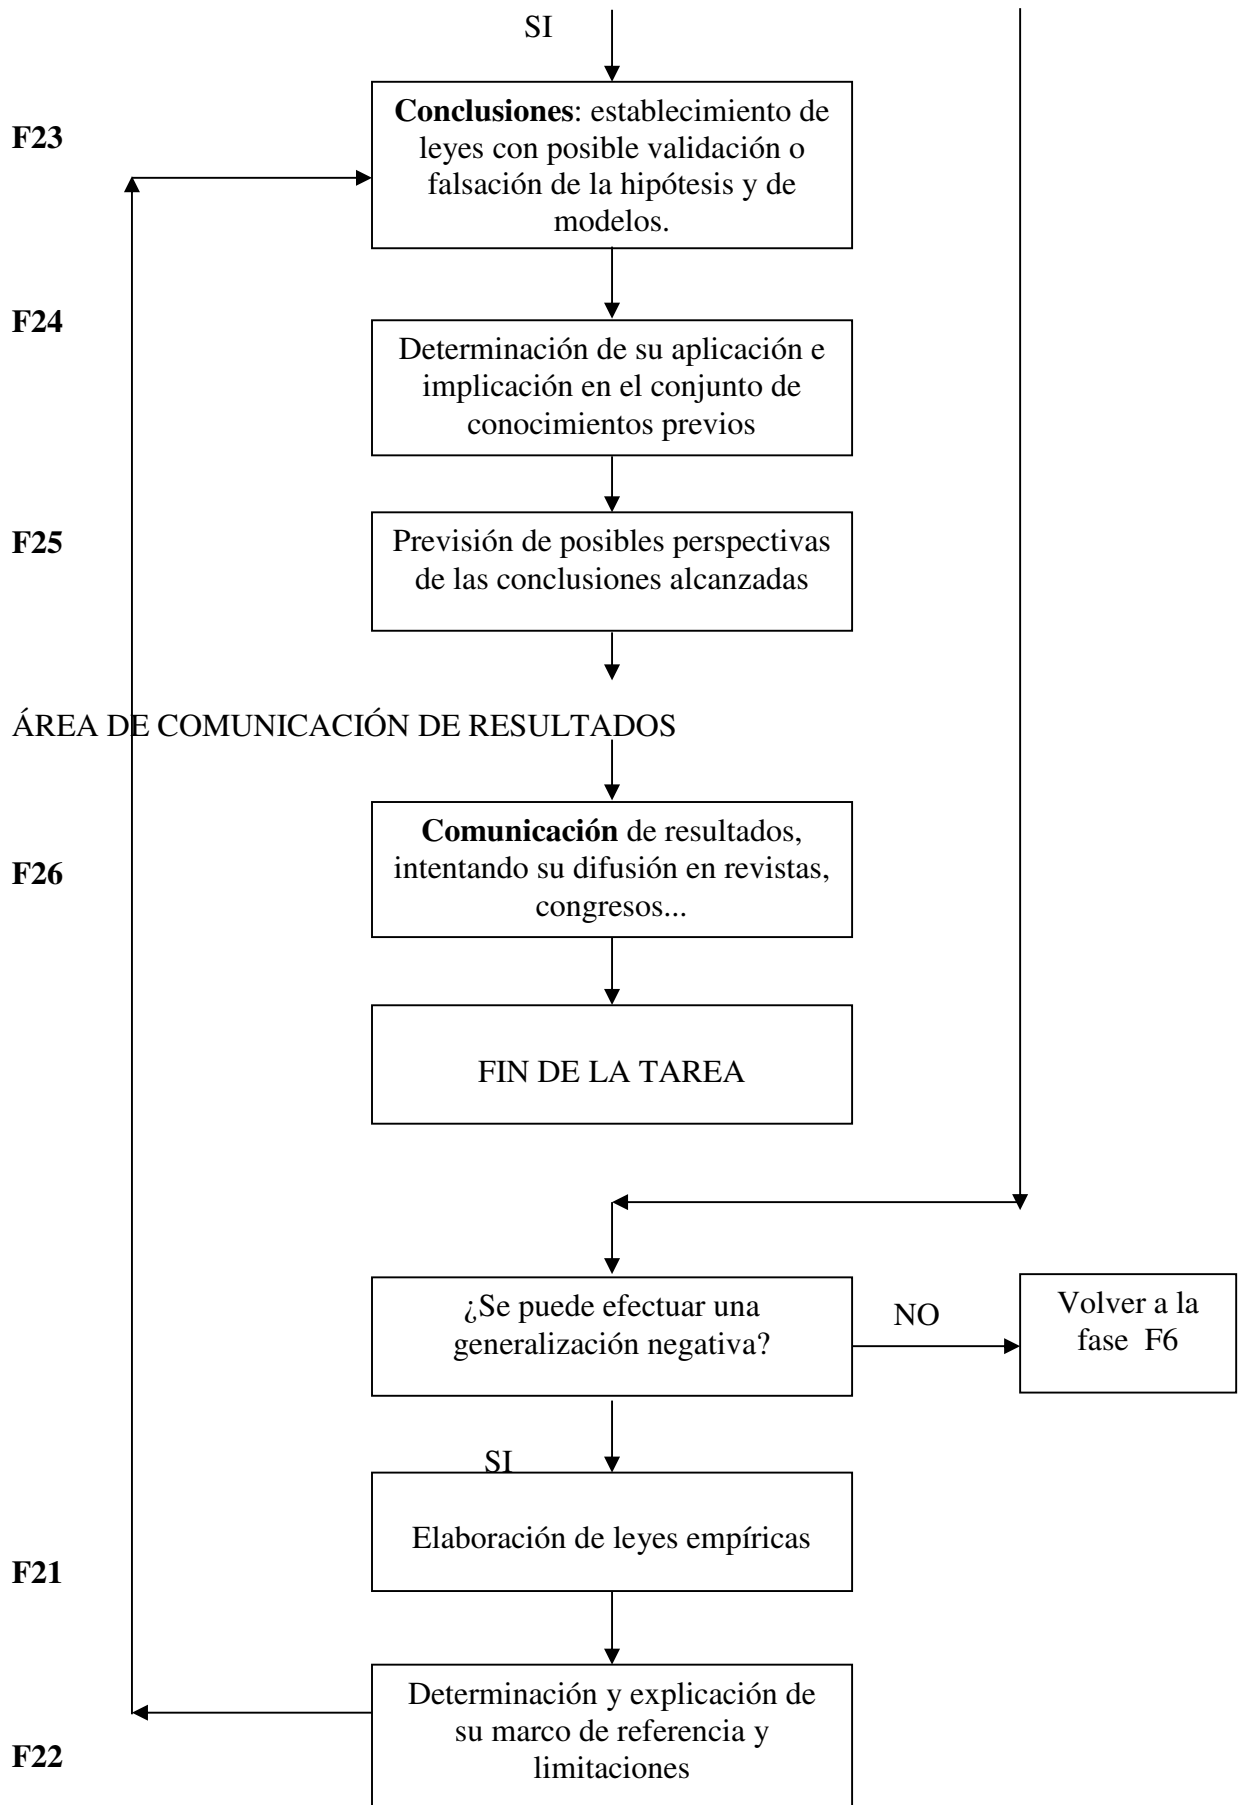 SI
F23
Conclusiones: establecimiento de
leyes con posible validación o
falsación de la hipótesis y de
modelos.
F24
Determinación de su aplicación e
implicación en el conjunto de
conocimientos previos
F25
Previsión de posibles perspectivas
de las conclusiones alcanzadas
ÁREA DE COMUNICACIÓN DE RESULTADOS
F26
Comunicación de resultados,
intentando su difusión en revistas,
congresos...
FIN DE LA TAREA
¿Se puede efectuar una
generalización negativa?
NO
Volver a la
fase F6
SI
Elaboración de leyes empíricas
F21
Determinación y explicación de
su marco de referencia y
limitaciones
F22